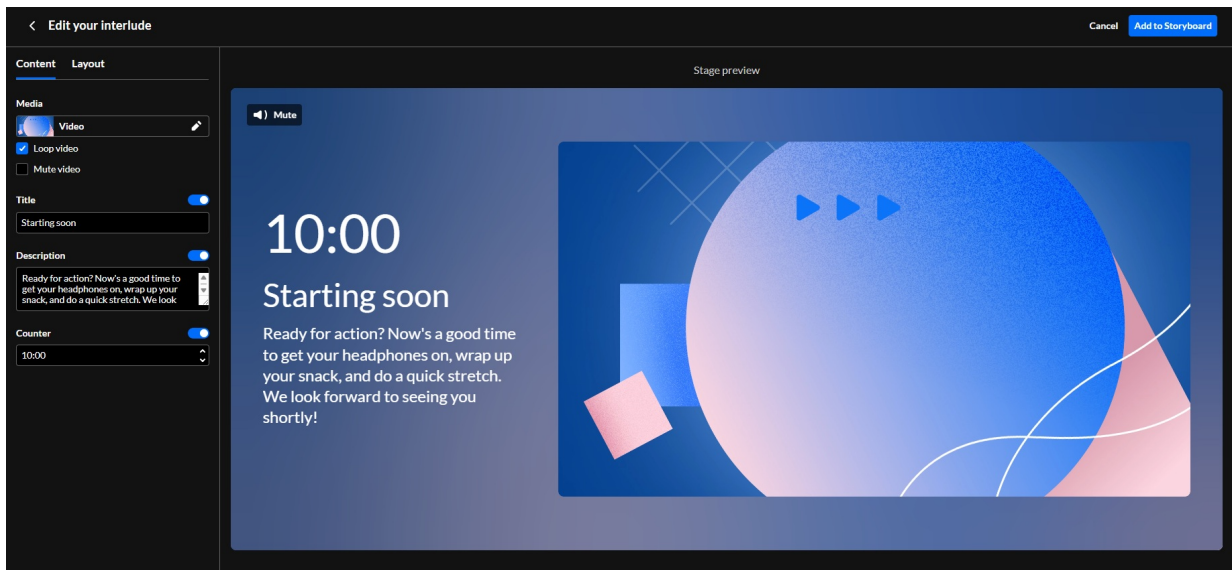 Edit your interlude
Cancel
Add to Storyboard
Content
Layout
Media
Video
Loop video
Mute video
Title
Starting soon
Description
Ready for action? Now's a good time to
get your headphones on, wrap up your
snack, and do a quick stretch. We look
Counter
10:00
Stage preview
Mute
10:00
Starting soon
Ready for action? Now's a good time
to get your headphones on, wrap up
your snack, and do a quick stretch.
We look forward to seeing you
shortly!